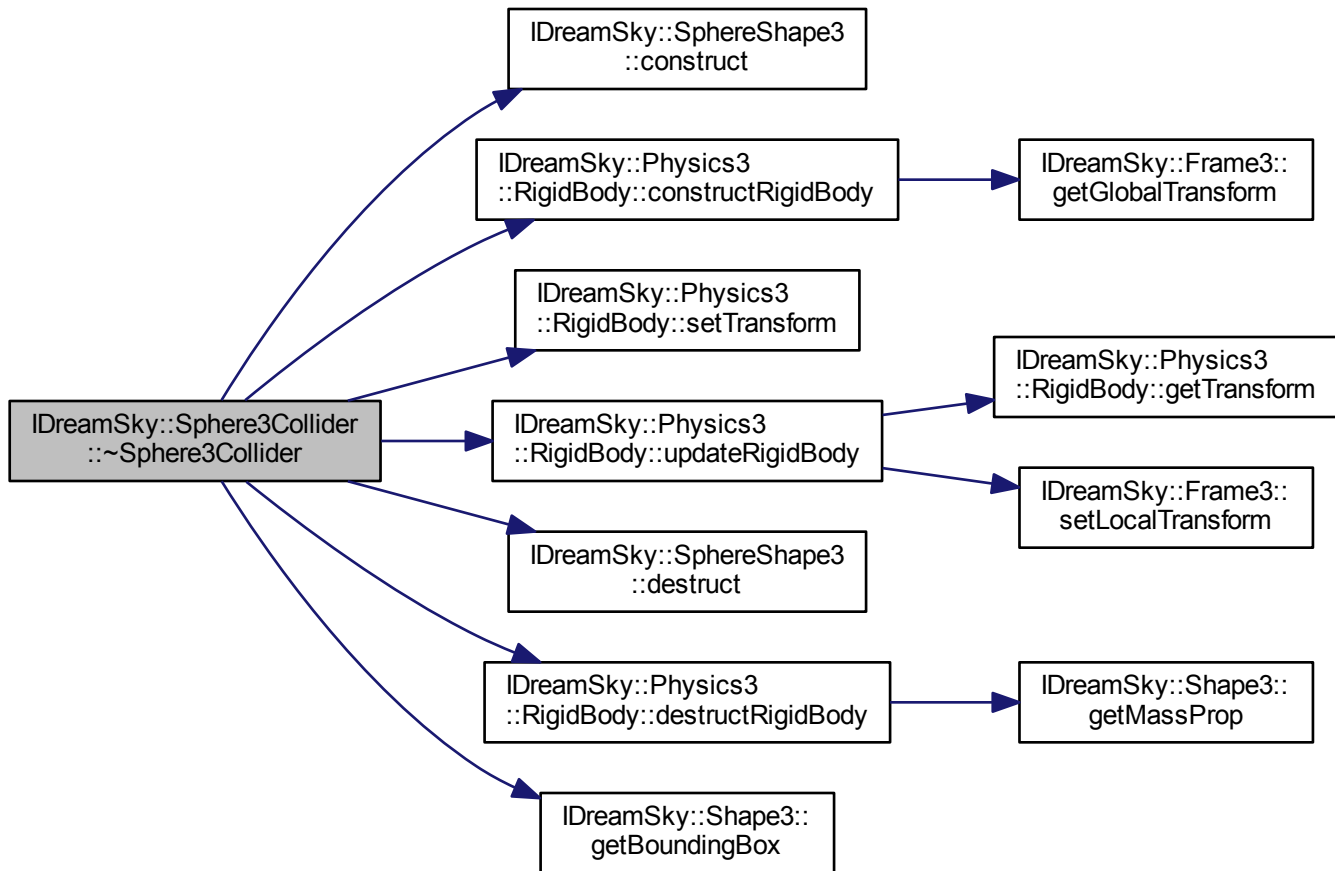 IDreamSky::SphereShape3
::construct
IDreamSky::Physics3
::RigidBody::constructRigidBody
IDreamSky::Frame3::
getGlobalTransform
IDreamSky::Physics3
::RigidBody::setTransform
IDreamSky::Physics3
::RigidBody::getTransform
IDreamSky::Sphere3Collider
::~Sphere3Collider
IDreamSky::Physics3
::RigidBody::updateRigidBody
IDreamSky::Frame3::
setLocalTransform
IDreamSky::SphereShape3
::destruct
IDreamSky::Physics3
::RigidBody::destructRigidBody
IDreamSky::Shape3::
getMassProp
IDreamSky::Shape3::
getBoundingBox